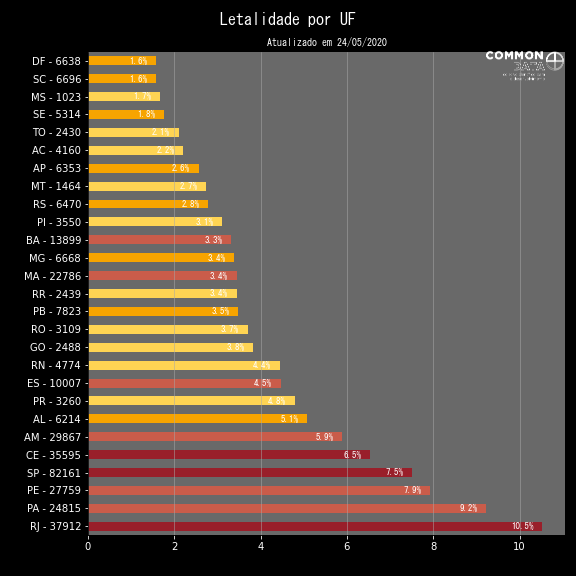 Letalidade por UF
Atualizado em 24/05/2020
COMMON
DATA
DF - 6638 1.6%
SC - 6696 1.6%
MS - 1023 1.7%
SE - 5314 1.8%
TO - 2430 2.1%
AC - 4160 2.2%
AP - 6353 2.6%
MT - 1464 2.7%
RS - 6470 2.8%
PI - 3550 3.1%
BA - 13899 3.3%
MG - 6668 3.4%
MA - 22786 3.4%
RR - 2439 3.4%
PB - 7823 3.5%
RO - 3109 3.7%
GO - 2488 3.8%
RN - 4774 4.4%
ES - 10007 4.5%
PR - 3260 4.8%
AL - 6214 5.1%
AM - 29867 5.9%
CE - 35595 6.5%
SP - 82161 7.5%
PE - 27759 7.9%
PA - 24815 9.2%
RJ - 37912 10.5%
0 2 4 6 8 10